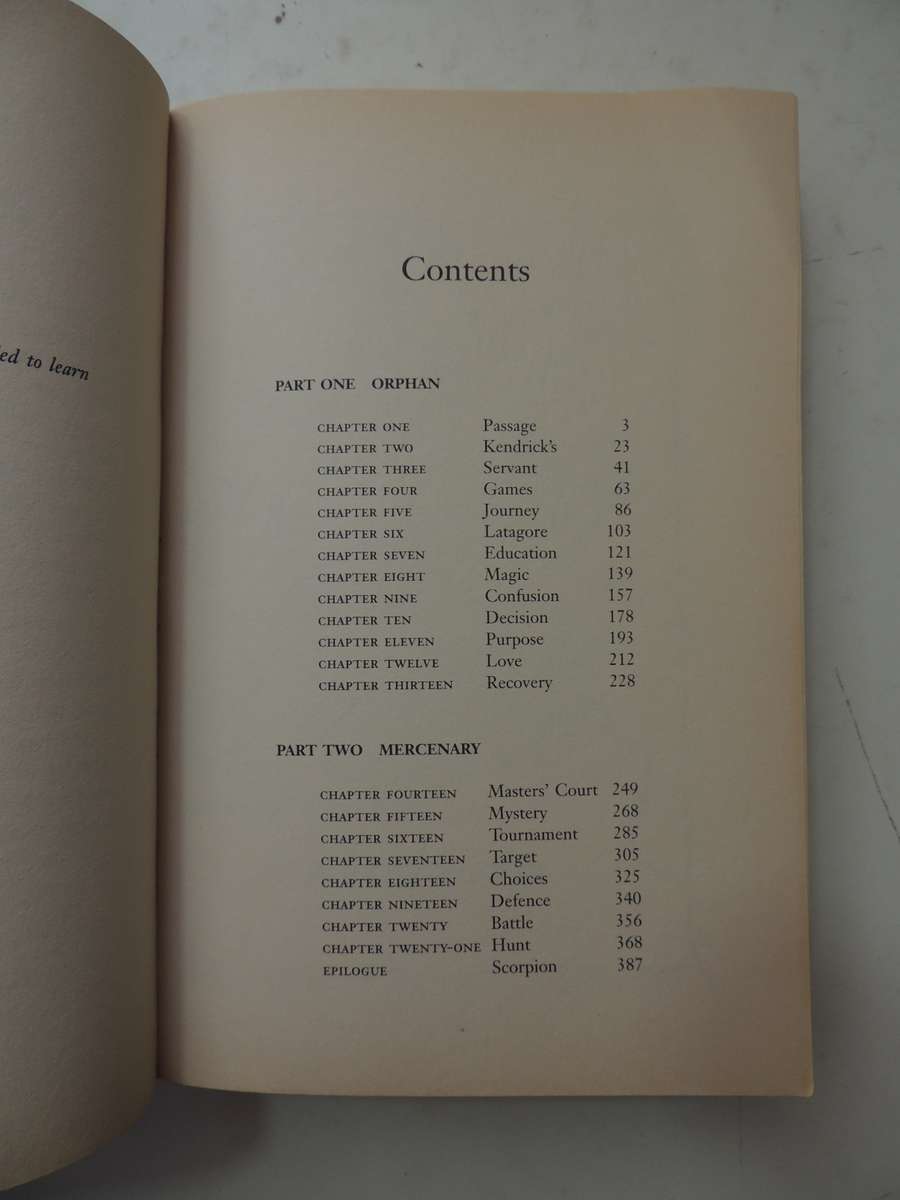 to learn
Contents
PART ONE ORPHAN
CHAPTER ONE Passage 3
CHAPTER TWO Kendrick's 23
CHAPTER THREE Servant 41
CHAPTER FOUR Games 63
CHAPTER FIVE Journey 86
CHAPTER SIX Latagore 103
CHAPTER SEVEN Education 121
CHAPTER EIGHT Magic 139
CHAPTER NINE Confusion 157
CHAPTER TEN Decision 178
CHAPTER ELEVEN Purpose 193
CHAPTER TWELVE Love 212
CHAPTER THIRTEEN Recovery 228
PART TWO MERCENARY
CHAPTER FOURTEEN Masters' Court 249
CHAPTER FIFTEEN Mystery 268
CHAPTER SIXTEEN Tournament 285
CHAPTER SEVENTEEN Target 305
CHAPTER EIGHTEEN Choices 325
CHAPTER NINETEEN Defence 340
CHAPTER TWENTY Battle 356
CHAPTER TWENTY-ONE Hunt 368
EPILOGUE Scorpion 387